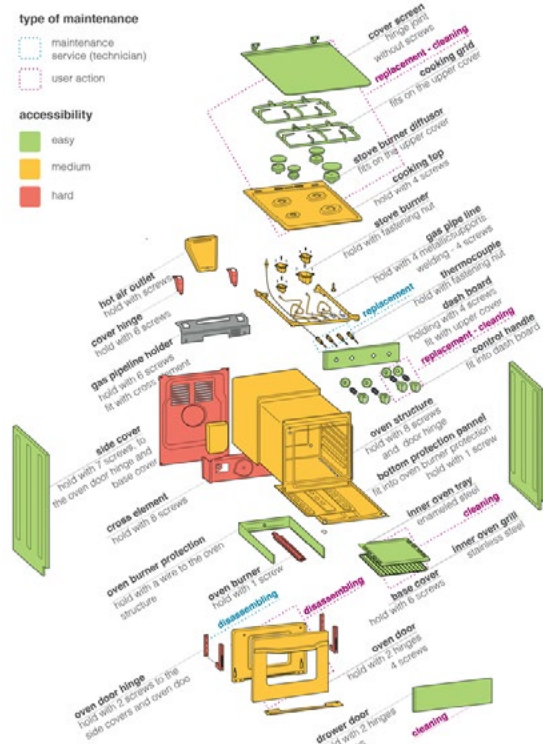 type of maintenance
maintenance
service (technician)
user action
accessibility
easy
medium
hard
cover screen
hinge joint
without screws
replacement - cleaning
cooking grid
fits on the upper cover
stove burner diffusor
fits on the upper cover
cooking top
hold with 4 screws
stove burner
hold with fastening nut
gas pipe line
hold with 4 metallicsupports
welding - 4 screws
thermocouple
hold with fastening nut
replacement
dash board
holding with 4 screws
fit with upper cover
replacement - cleaning
control handle
fit into dash board
hot air outlet
hold with screws
cover hinge
hold with 6 screws
gas pipeline holder
hold with 6 screws
fit with cross element
side cover
hold with 7 screws, to
the oven door hinge and
base cover
oven structure
hold with 8 screws
and door hinge
bottom protection pannel
fit into oven burner protection
hold with 1 screw
cross element
hold with 8 screws
inner oven tray
enameled steel
cleaning
inner oven grill
stainless steel
oven burner protection
hold with a wire to the oven
structure
oven burner
hold with 1 screw
base cover
hold with 6 screws
disassembling
disassembling
oven door
hold with 2 hinges
4 screws
oven door hinge
hold with 2 screws to the
side covers and oven doo
drower door
hold with 2 hinges
cleaning